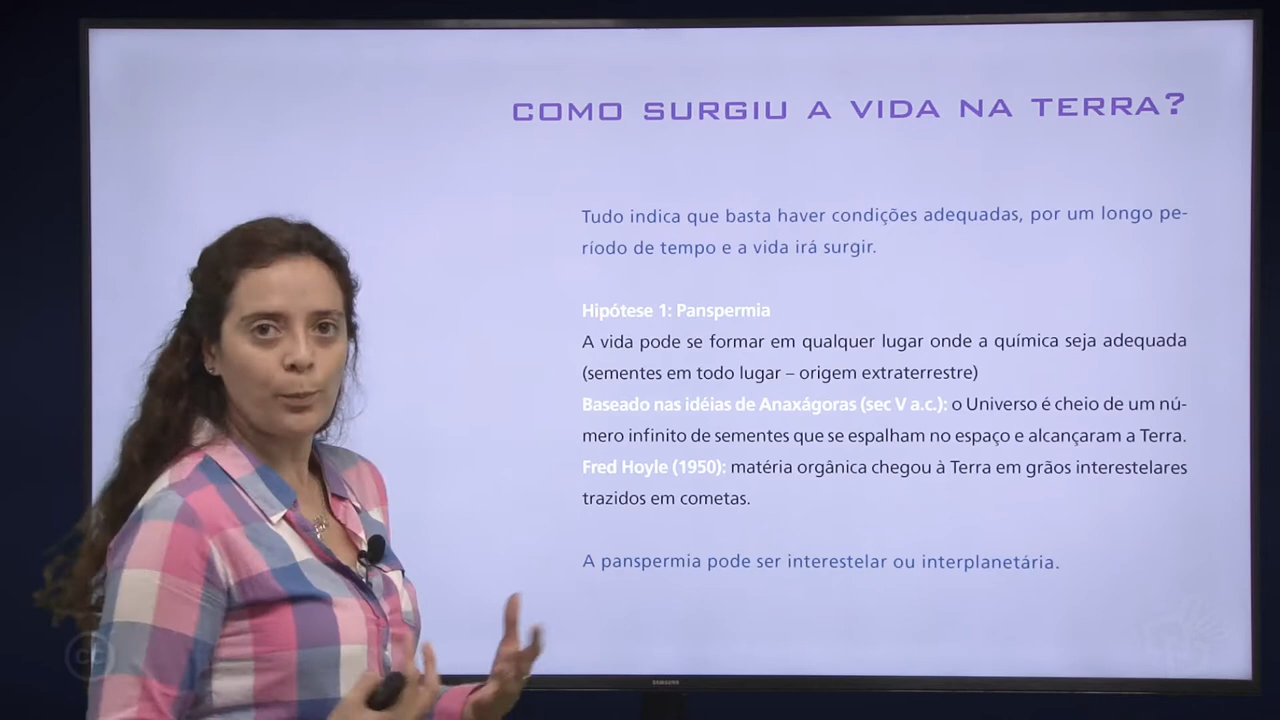 COMO SURGIU A VIDA NA TERRA?
Tudo indica que basta haver condições adequadas, por um longo pe-
ríodo de tempo e a vida irá surgir.
Hipótese 1: Panspermia
A vida pode se formar em qualquer lugar onde a química seja adequada
(sementes em todo lugar – origem extraterrestre)
Baseado nas idéias de Anaxágoras (sec V a.c.): o Universo é cheio de um nú-
mero infinito de sementes que se espalham no espaço e alcançaram a Terra.
Fred Hoyle (1950): matéria orgânica chegou à Terra em grãos interestelares
trazidos em cometas.
A panspermia pode ser interestelar ou interplanetária.
cc
SAMSUNG